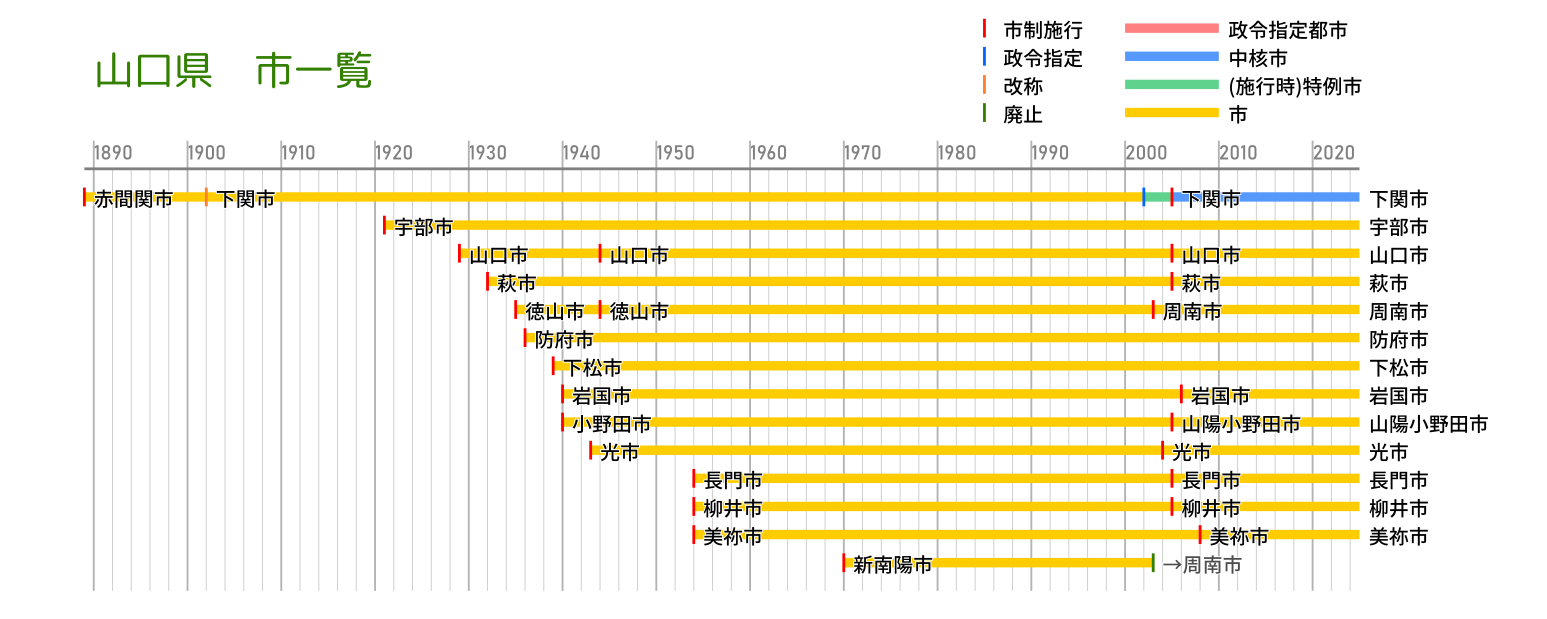 山口県　市一覧
市制施行 政令指定都市
政令指定 中核市
改称 (施行時)特例市
廃止 市
1890 1900 1910 1920 1930 1940 1950 1960 1970 1980 1990 2000 2010 2020
赤間関市 下関市 下関市 下関市
宇部市 宇部市
山口市 山口市 山口市 山口市
萩市 萩市 萩市
徳山市 徳山市 周南市 周南市
防府市 防府市
下松市 下松市
岩国市 岩国市 岩国市
小野田市 山陽小野田市 山陽小野田市
光市 光市 光市
長門市 長門市 長門市
柳井市 柳井市 柳井市
美祢市 美祢市 美祢市
新南陽市 →周南市